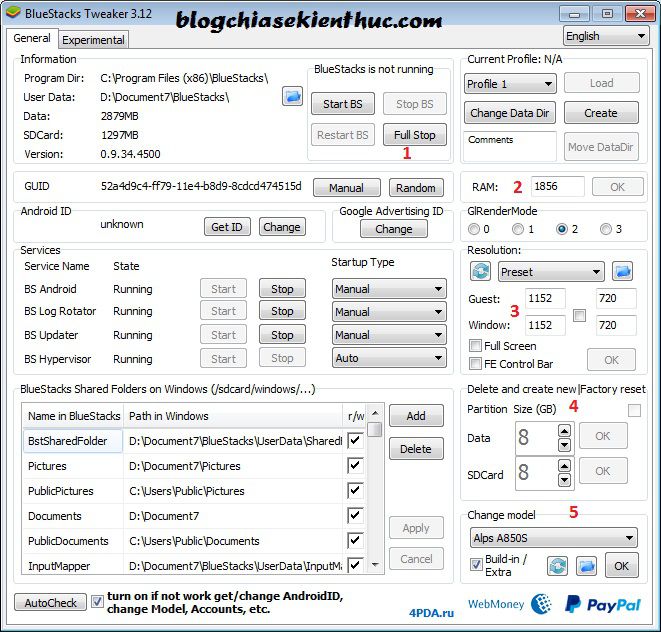 BlueStacks Tweaker 3.12
blogchiasekienthuc.com
General
Experimental
English
Information
Program Dir: C:\Program Files (x86)\BlueStacks\
User Data: D:\Document7\BlueStacks\
Data: 2879MB
SDCard: 1297MB
Version: 0.9.34.4500
BlueStacks is not running
Start BS
Stop BS
Restart BS
Full Stop
1
Current Profile: N/A
Profile 1
Load
Change Data Dir
Create
Comments
Move DataDir
GUID 52a4d9c4-ff79-11e4-b8d9-8cdcd474515d Manual Random
RAM: 2 1856 OK
Android ID
unknown
Get ID
Change
Google Advertising ID
Change
GlRenderMode
0 1 2 3
Services
Service Name State Startup Type
BS Android Running Start Stop Manual
BS Log Rotator Running Start Stop Manual
BS Updater Running Start Stop Manual
BS Hypervisor Running Start Stop Auto
Resolution:
Preset
Guest: 1152 720
3
Window: 1152 720
Full Screen
FE Control Bar
OK
BlueStacks Shared Folders on Windows (/sdcard/windows/...)
Name in BlueStacks Path in Windows r/w
BstSharedFolder D:\Document7\BlueStacks\UserData\Shared
Pictures D:\Document7\Pictures
PublicPictures C:\Users\Public\Pictures
Documents D:\Document7
PublicDocuments C:\Users\Public\Documents
InputMapper D:\Document7\BlueStacks\UserData\InputMa
Add
Delete
Apply
Cancel
Delete and create new|Factory reset
Partition Size (GB) 4
Data 8 OK
SDCard 8 OK
Change model 5
Alps A850S
Build-in /
Extra
OK
AutoCheck
turn on if not work get/change AndroidID,
change Model, Accounts, etc.
4PDA.ru
WebMoney
PayPal